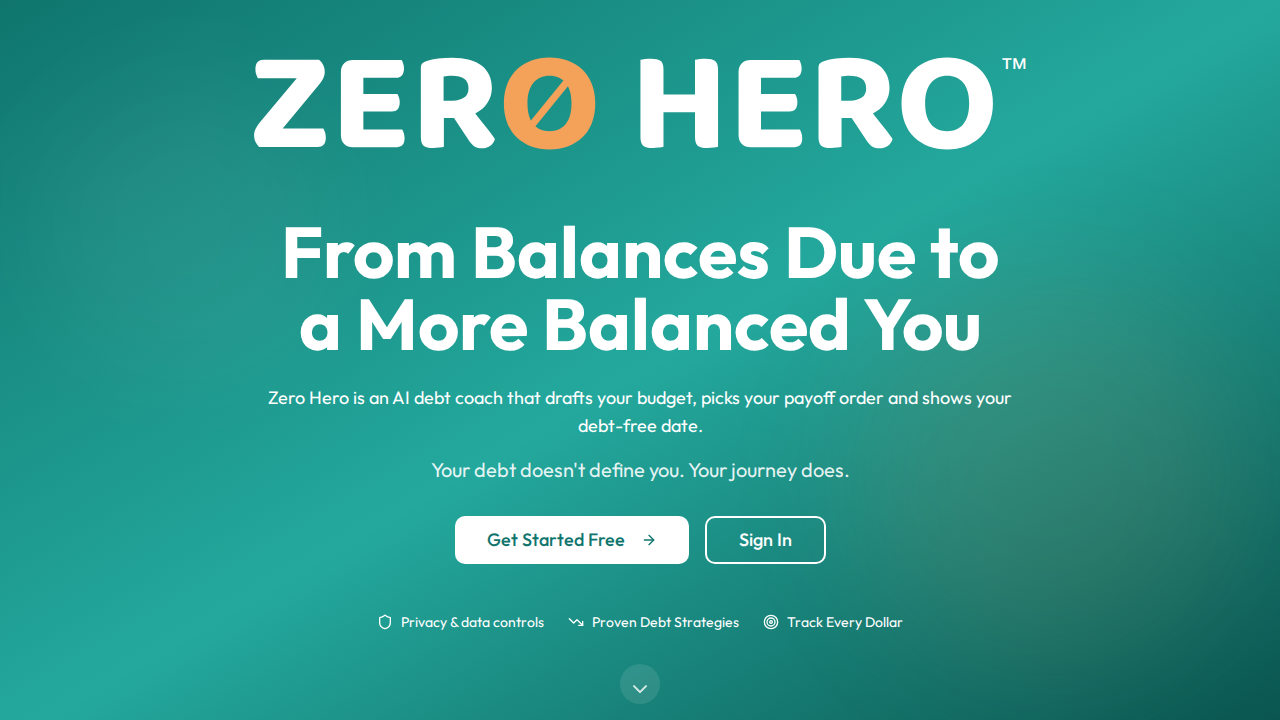 ZERØ HERO™
From Balances Due to
a More Balanced You
Zero Hero is an AI debt coach that drafts your budget, picks your payoff order and shows your
debt-free date.
Your debt doesn't define you. Your journey does.
Get Started Free → Sign In
Privacy & data controls Proven Debt Strategies Track Every Dollar